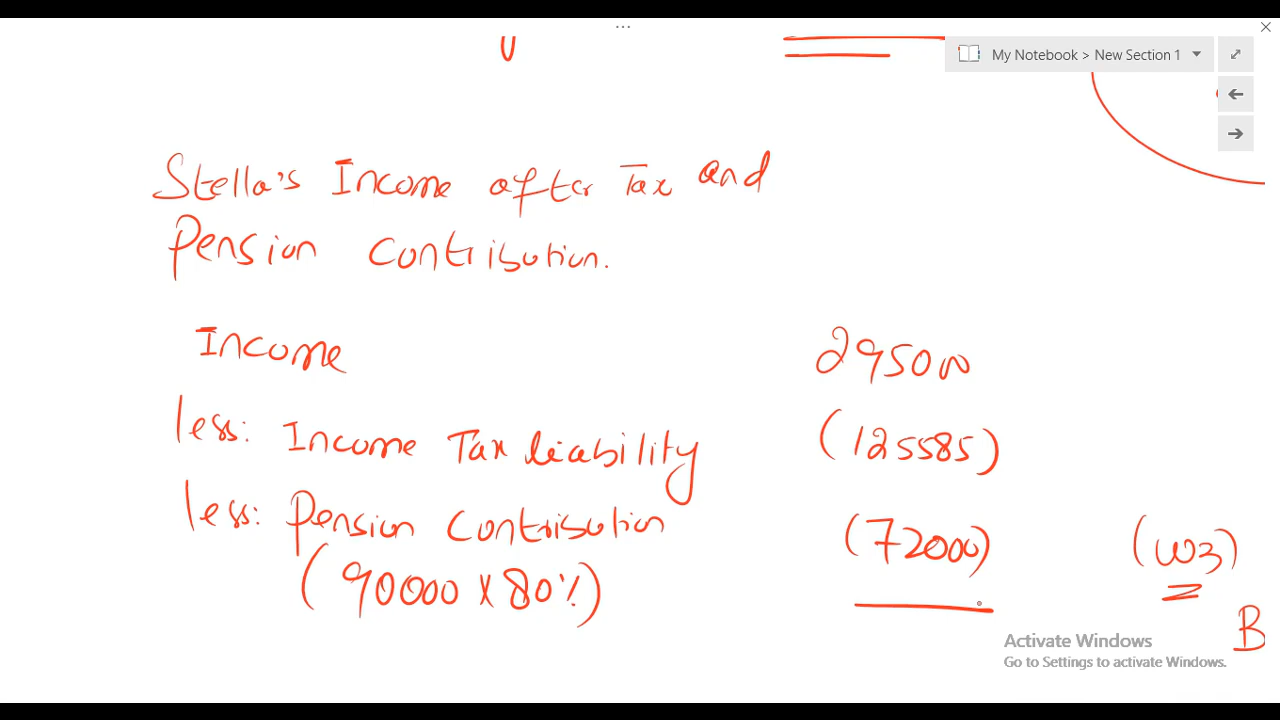 My Notebook > New Section 1
Stella's Income after Tax and
Pension Contribution.
Income 295000
less: Income Tax liability (125585)
less: Pension Contribution (72000) (W3)
(90000 x 80%)
B
Activate Windows
Go to Settings to activate Windows.